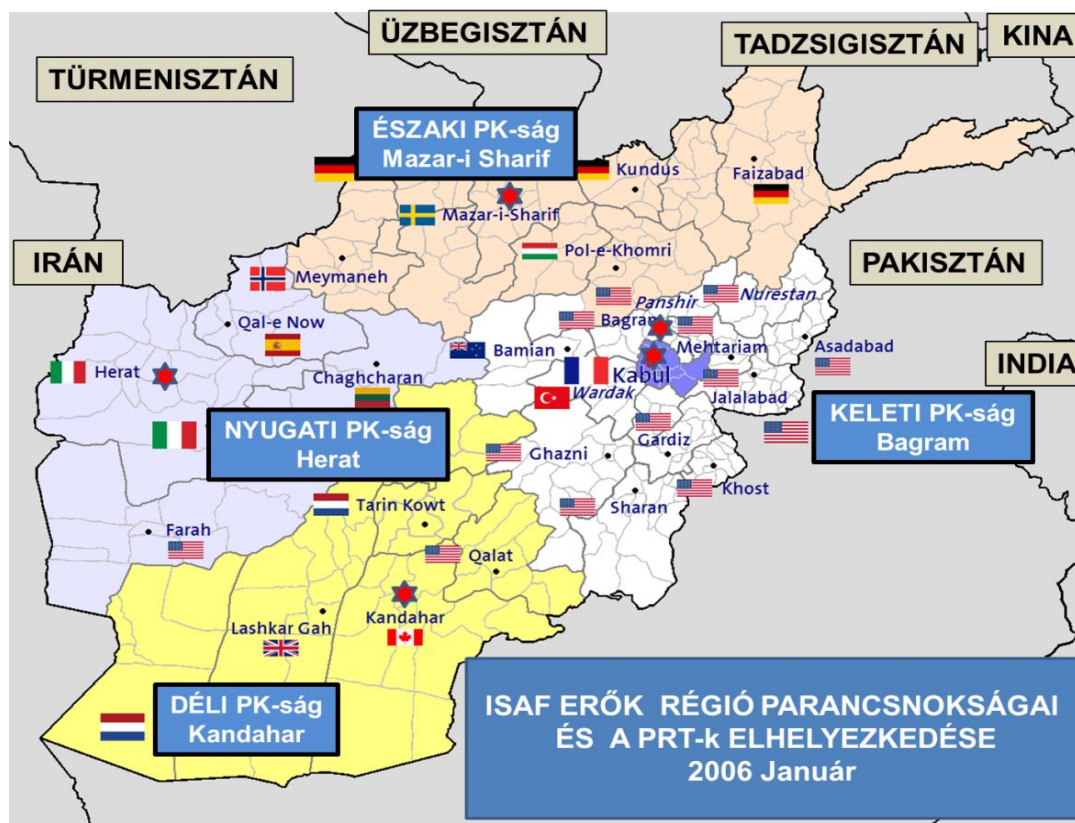 ÜZBEGISZTÁN
TADZSIGISZTÁN
KINA
TÜRMENISZTÁN
ÉSZAKI PK-ság
Mazar-i Sharif
Kundus
Faizabad
Mazar-i-Sharif
Pol-e-Khomri
IRÁN
PAKISZTÁN
Meymaneh
Panshir
Nurestan
Qal-e Now
Bagram
Mehtariam
Asadabad
Bamian
INDIA
Herat
Chaghcharan
Kabul
Wardak
Jalalabad
NYUGATI PK-ság
Herat
KELETI PK-ság
Bagram
Gardiz
Ghazni
Khost
Tarin Kowt
Sharan
Farah
Qalat
Kandahar
Lashkar Gah
DÉLI PK-ság
Kandahar
ISAF ERŐK RÉGIÓ PARANCSNOKSÁGAI
ÉS A PRT-k ELHELYEZKEDÉSE
2006 Január